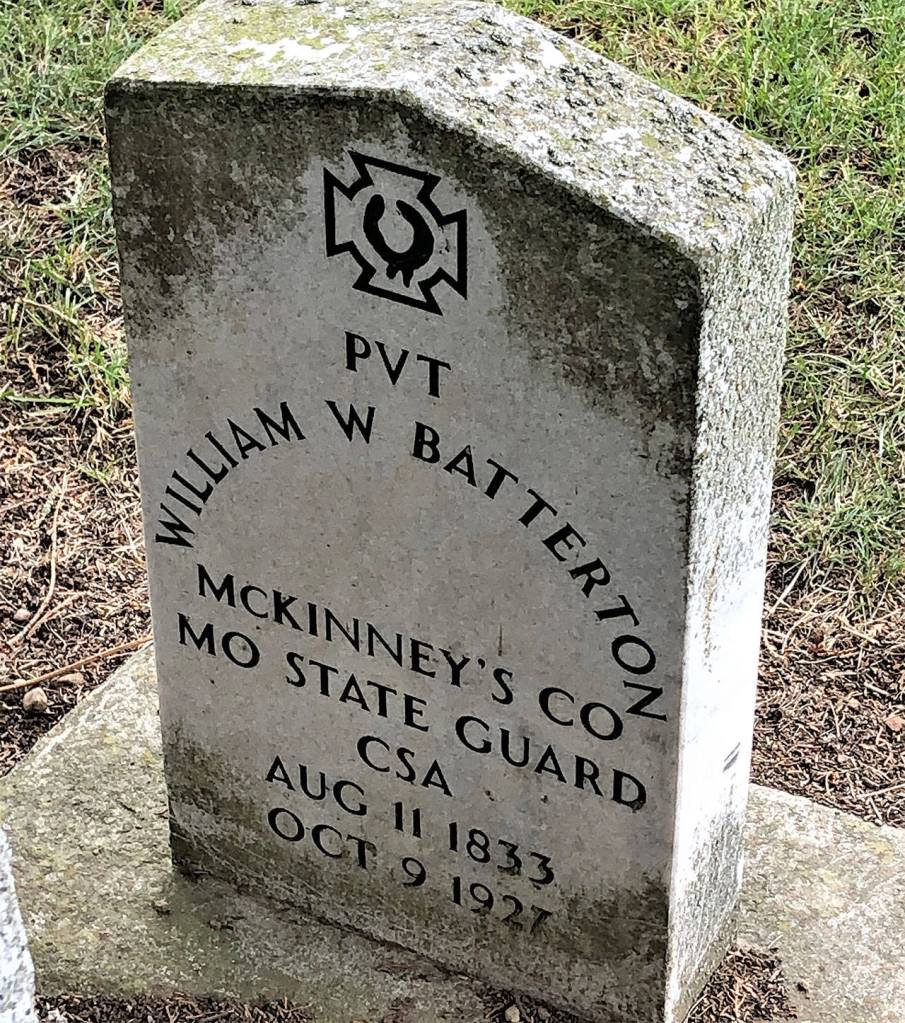 PVT
WILLIAM W BATTERTON
MCKINNEY'S CO
MO STATE GUARD
CSA
AUG 11 1833
OCT 9 1927